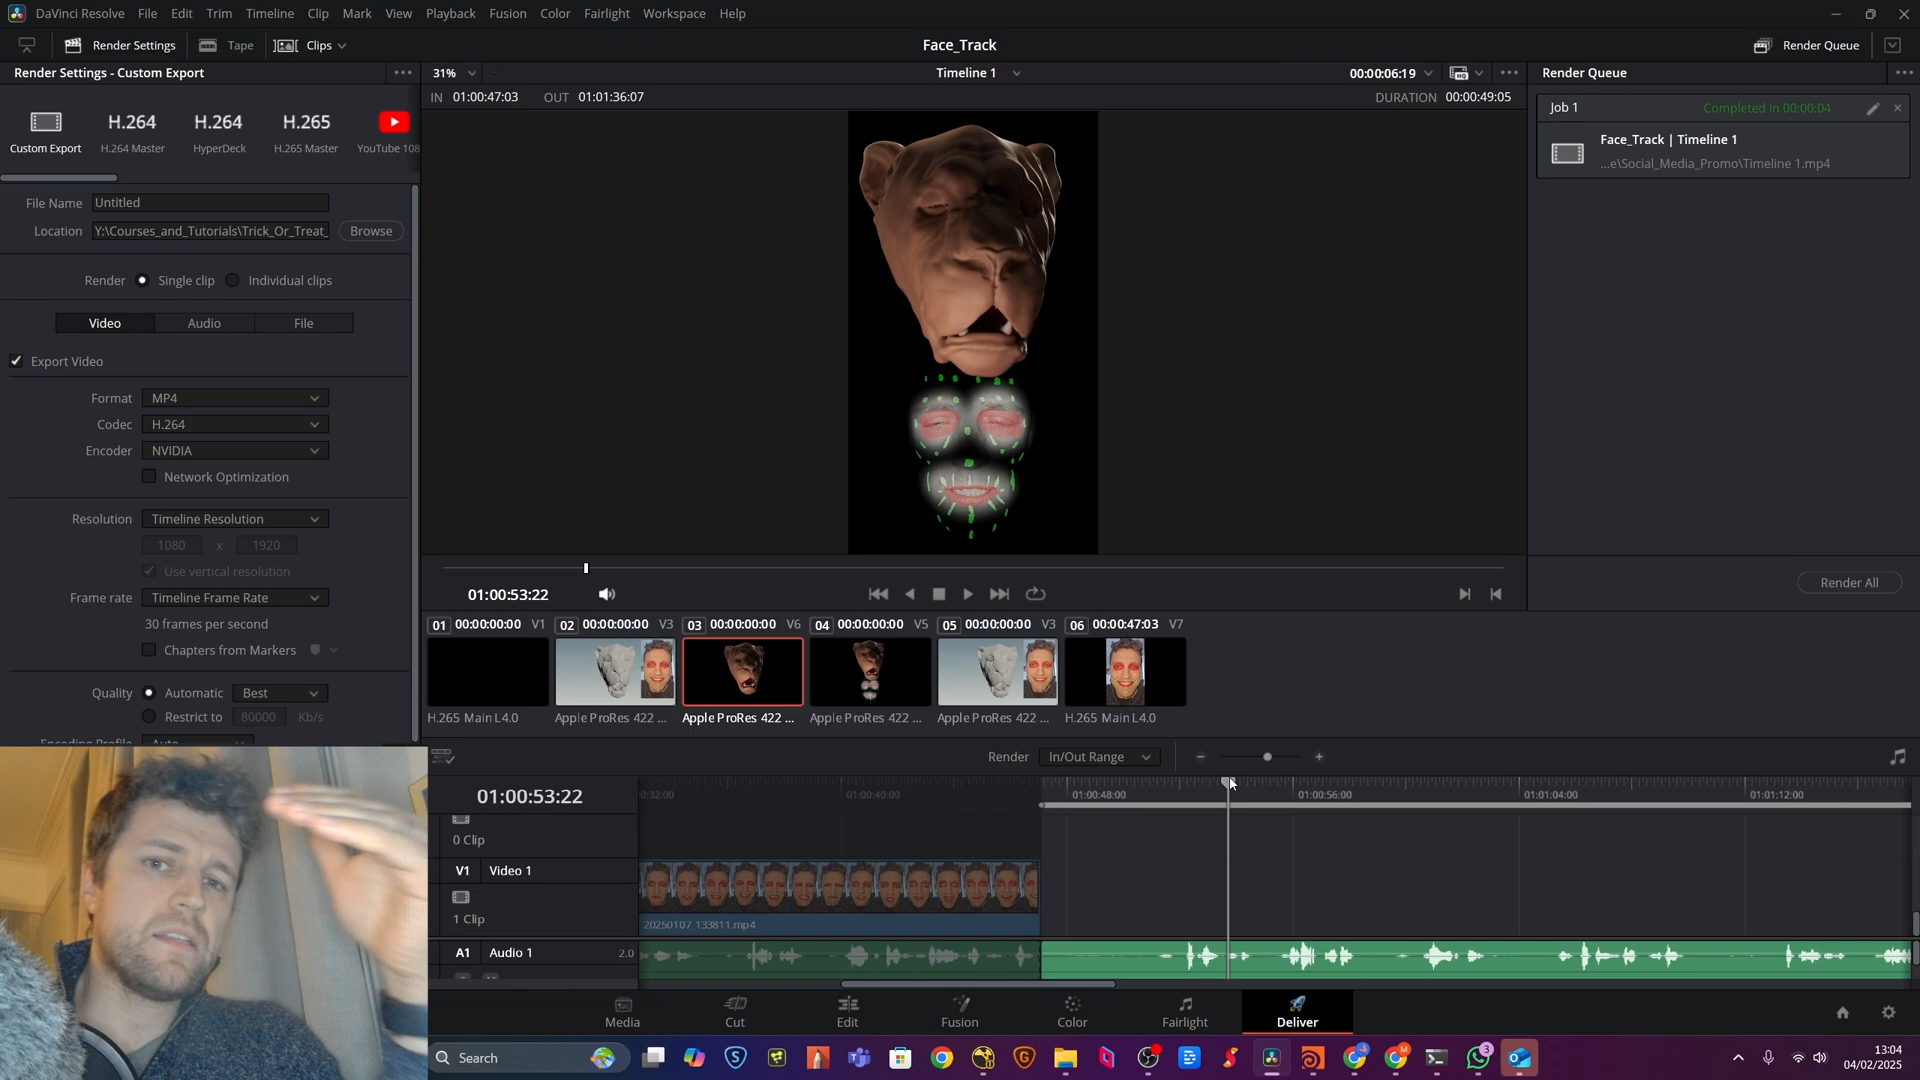 DaVinci Resolve File Edit Trim Timeline Clip Mark View Playback Fusion Color Fairlight Workspace Help
Render Settings Tape Clips Face_Track Render Queue
Render Settings - Custom Export 31% Timeline 1 00:00:06:19 Render Queue
IN 01:00:47:03 OUT 01:01:36:07 DURATION 00:00:49:05
H.264 H.264 H.265
Custom Export H.264 Master HyperDeck H.265 Master YouTube 108
Job 1 Completed in 00:00:04
Face_Track | Timeline 1
...e\Social_Media_Promo\Timeline 1.mp4
File Name Untitled
Location Y:\Courses_and_Tutorials\Trick_Or_Treat_ Browse
Render Single clip Individual clips
Video Audio File
Export Video
Format MP4
Codec H.264
Encoder NVIDIA
Network Optimization
Resolution Timeline Resolution
1080 x 1920
Use vertical resolution
Frame rate Timeline Frame Rate
30 frames per second
Chapters from Markers
Quality Automatic Best
Restrict to 80000 Kb/s
Encoding Profile Auto
Render All
01:00:53:22
01 00:00:00:00 V1 02 00:00:00:00 V3 03 00:00:00:00 V6 04 00:00:00:00 V5 05 00:00:00:00 V3 06 00:00:47:03 V7
H.265 Main L4.0 Apple ProRes 422 ... Apple ProRes 422 ... Apple ProRes 422 ... Apple ProRes 422 ... H.265 Main L4.0
Render In/Out Range
01:00:53:22 0:32:00 01:00:40:00 01:00:48:00 01:00:56:00 01:01:04:00 01:01:12:00
0 Clip
V1 Video 1
1 Clip
20250107_133811.mp4
A1 Audio 1 2.0
Media Cut Edit Fusion Color Fairlight Deliver
Search
3
13:04
04/02/2025